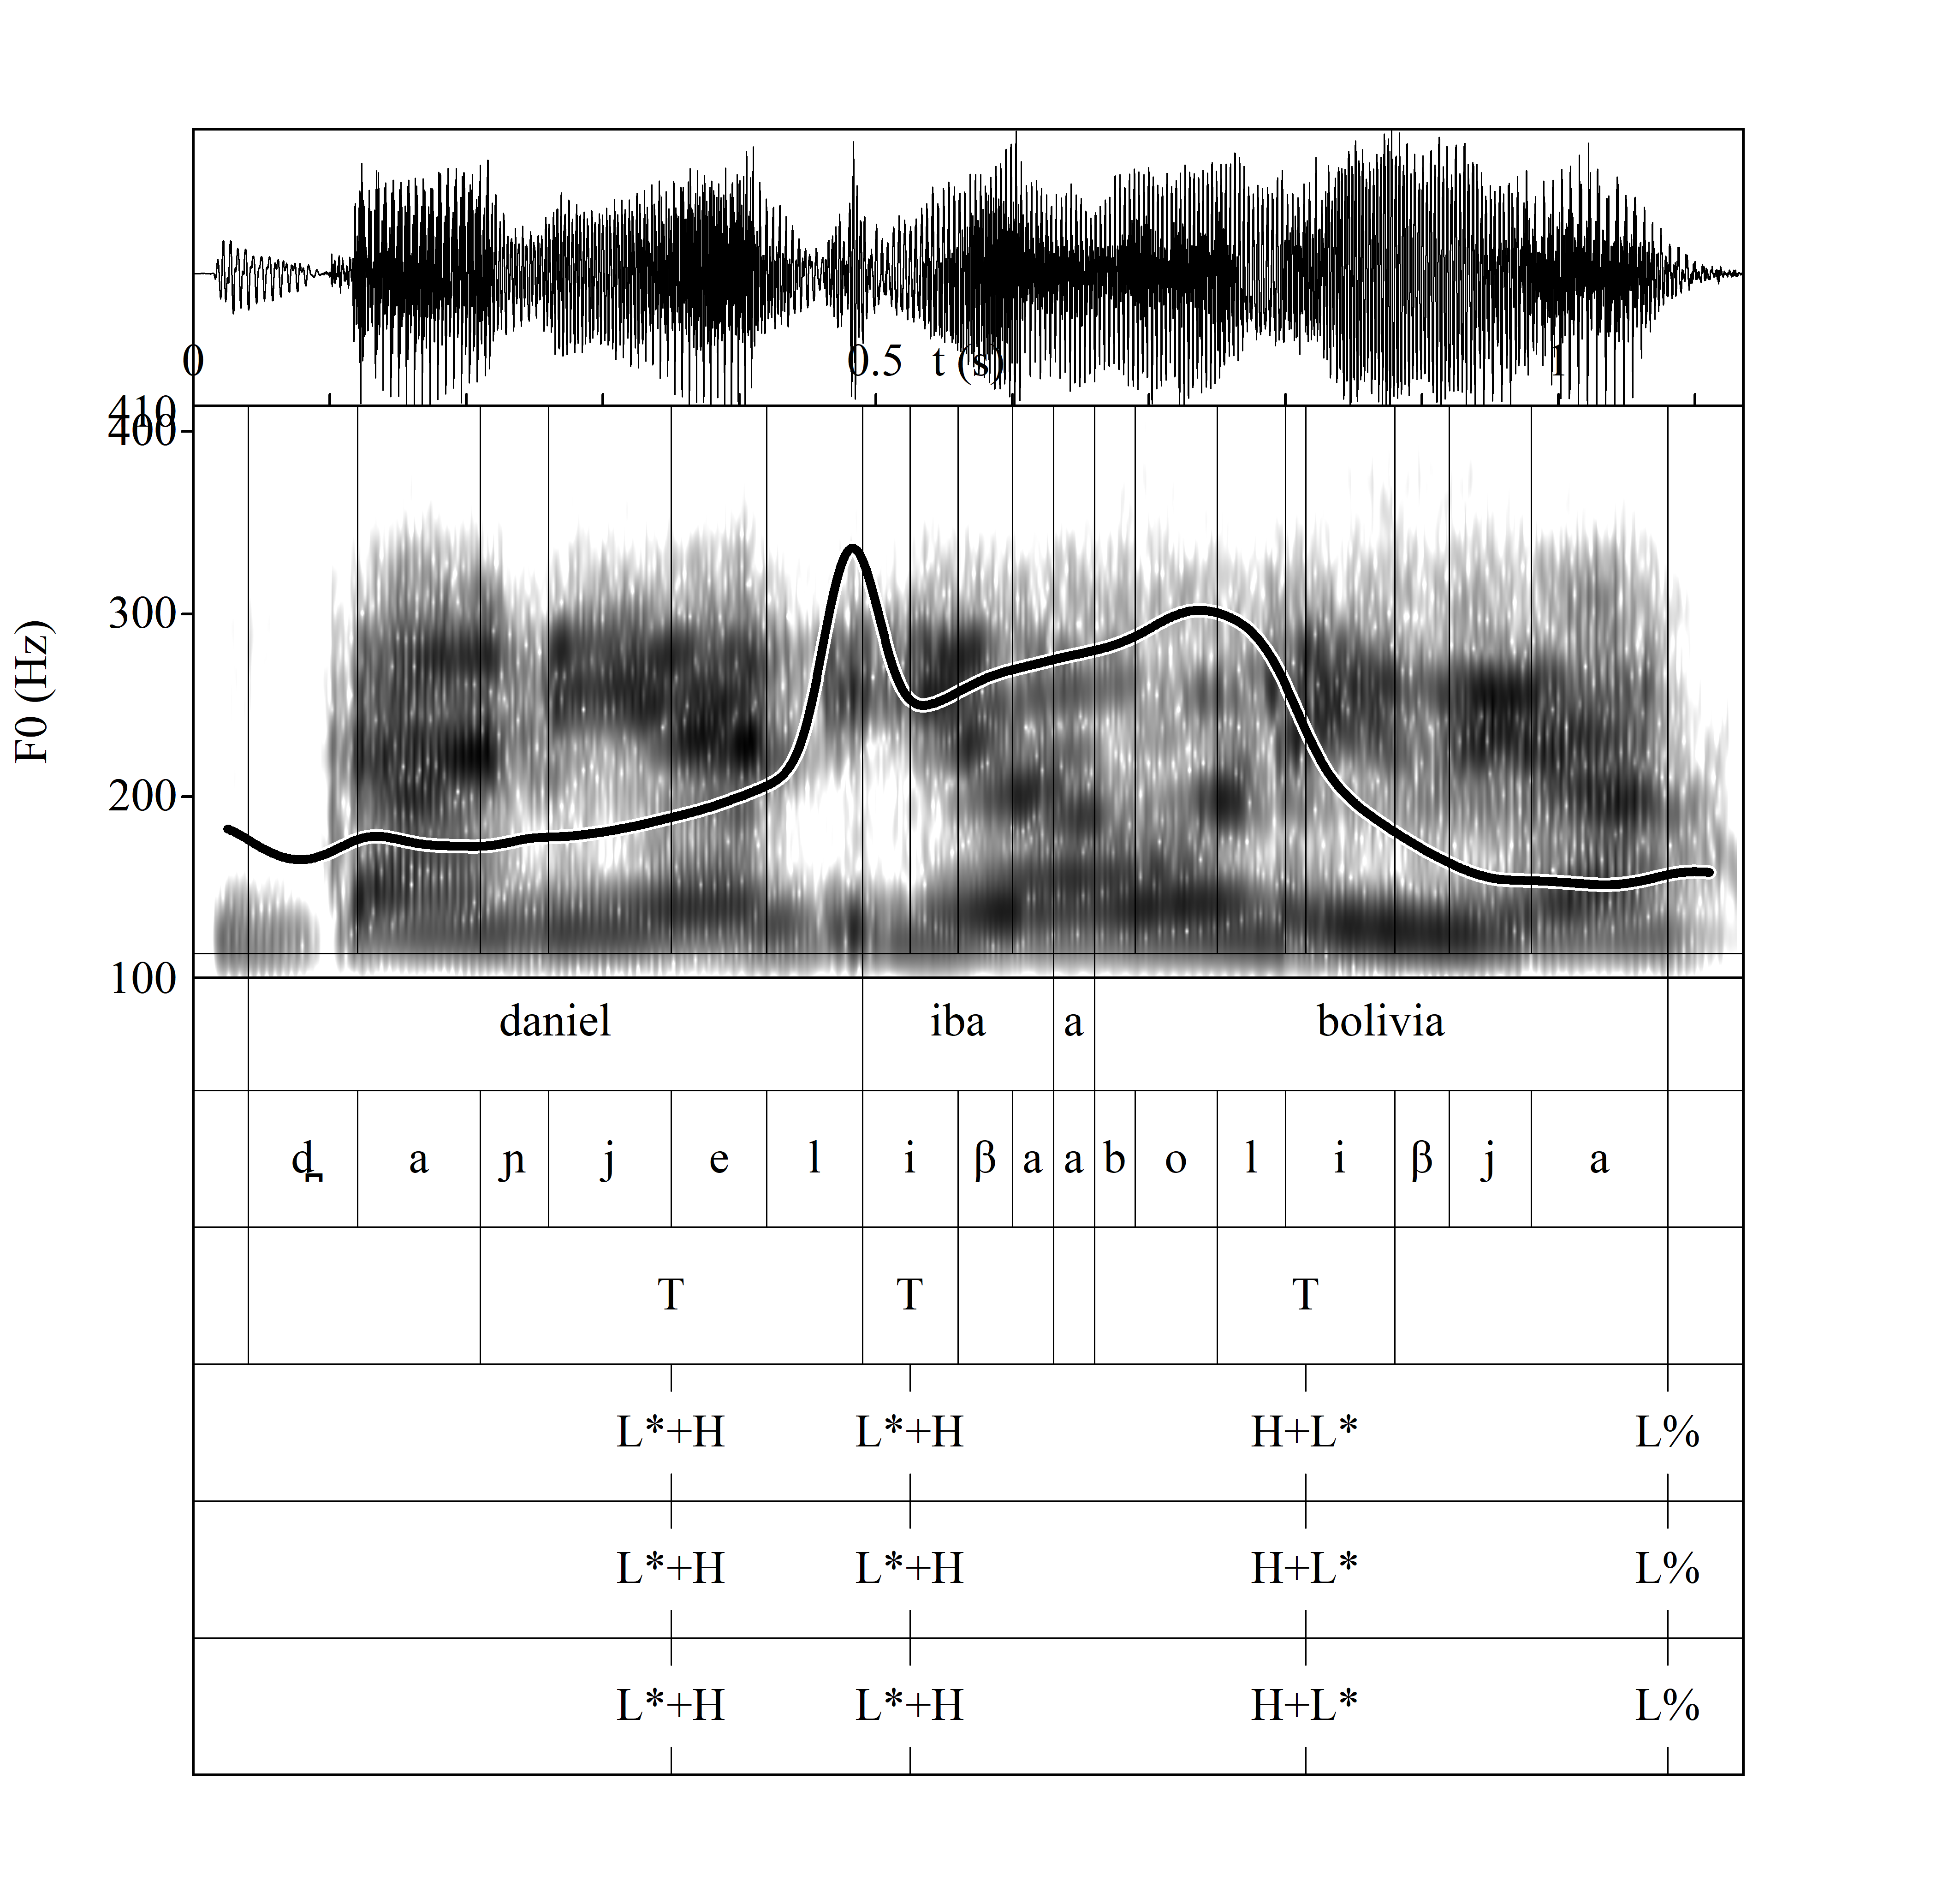 0 0.5 t (s) 1
410
400
300
200
100
F0 (Hz)
daniel iba a bolivia
d̪ a ɲ j e l i β a a b o l i β j a
T T T
L*+H L*+H H+L* L%
L*+H L*+H H+L* L%
L*+H L*+H H+L* L%